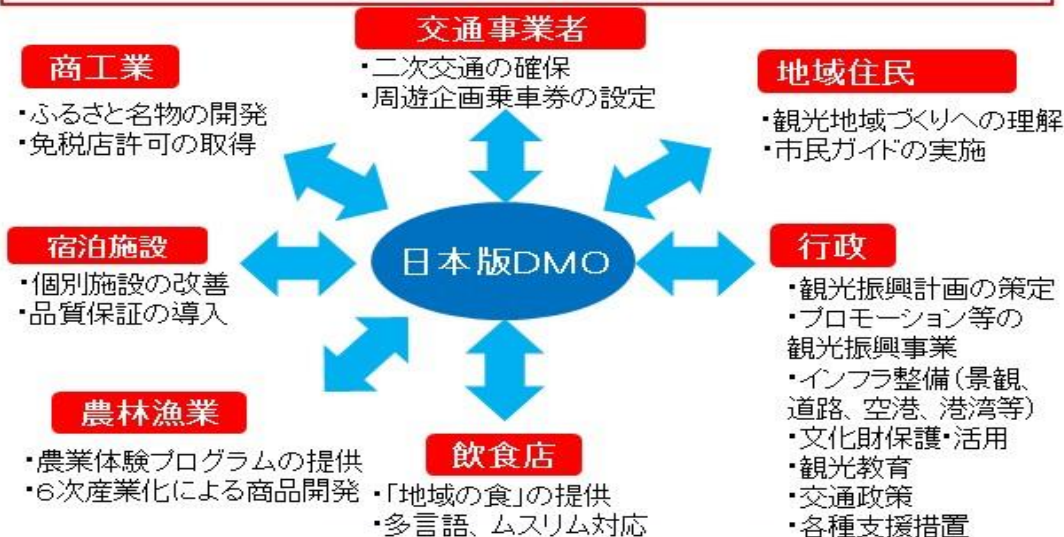 交通事業者
・二次交通の確保
・周遊企画乗車券の設定
商工業
・ふるさと名物の開発
・免税店許可の取得
地域住民
・観光地域づくりへの理解
・市民ガイドの実施
宿泊施設
・個別施設の改善
・品質保証の導入
日本版DMO
行政
・観光振興計画の策定
・プロモーション等の
観光振興事業
・インフラ整備(景観、
道路、空港、港湾等)
・文化財保護・活用
・観光教育
・交通政策
・各種支援措置
農林漁業
・農業体験プログラムの提供
・6次産業化による商品開発
飲食店
・「地域の食」の提供
・多言語、ムスリム対応